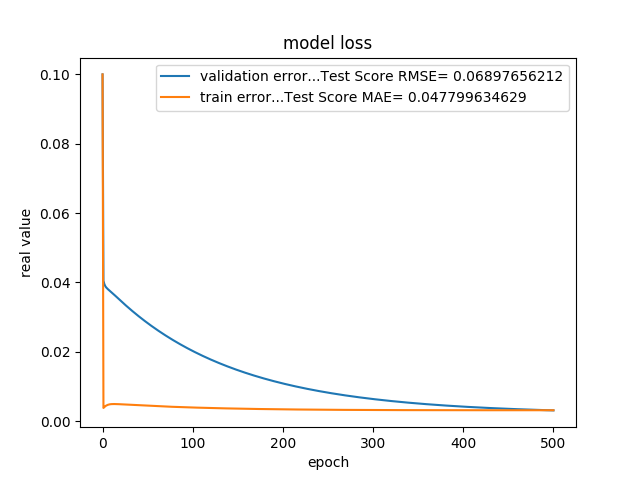 model loss
validation error...Test Score RMSE= 0.06897656212
train error...Test Score MAE= 0.047799634629
0.10
0.08
0.06
0.04
0.02
0.00
real value
0 100 200 300 400 500
epoch